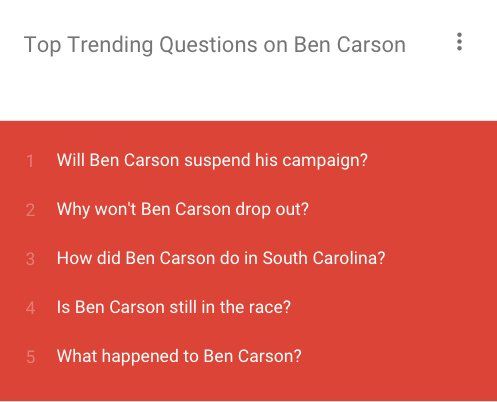 Top Trending Questions on Ben Carson
1 Will Ben Carson suspend his campaign?
2 Why won't Ben Carson drop out?
3 How did Ben Carson do in South Carolina?
4 Is Ben Carson still in the race?
5 What happened to Ben Carson?